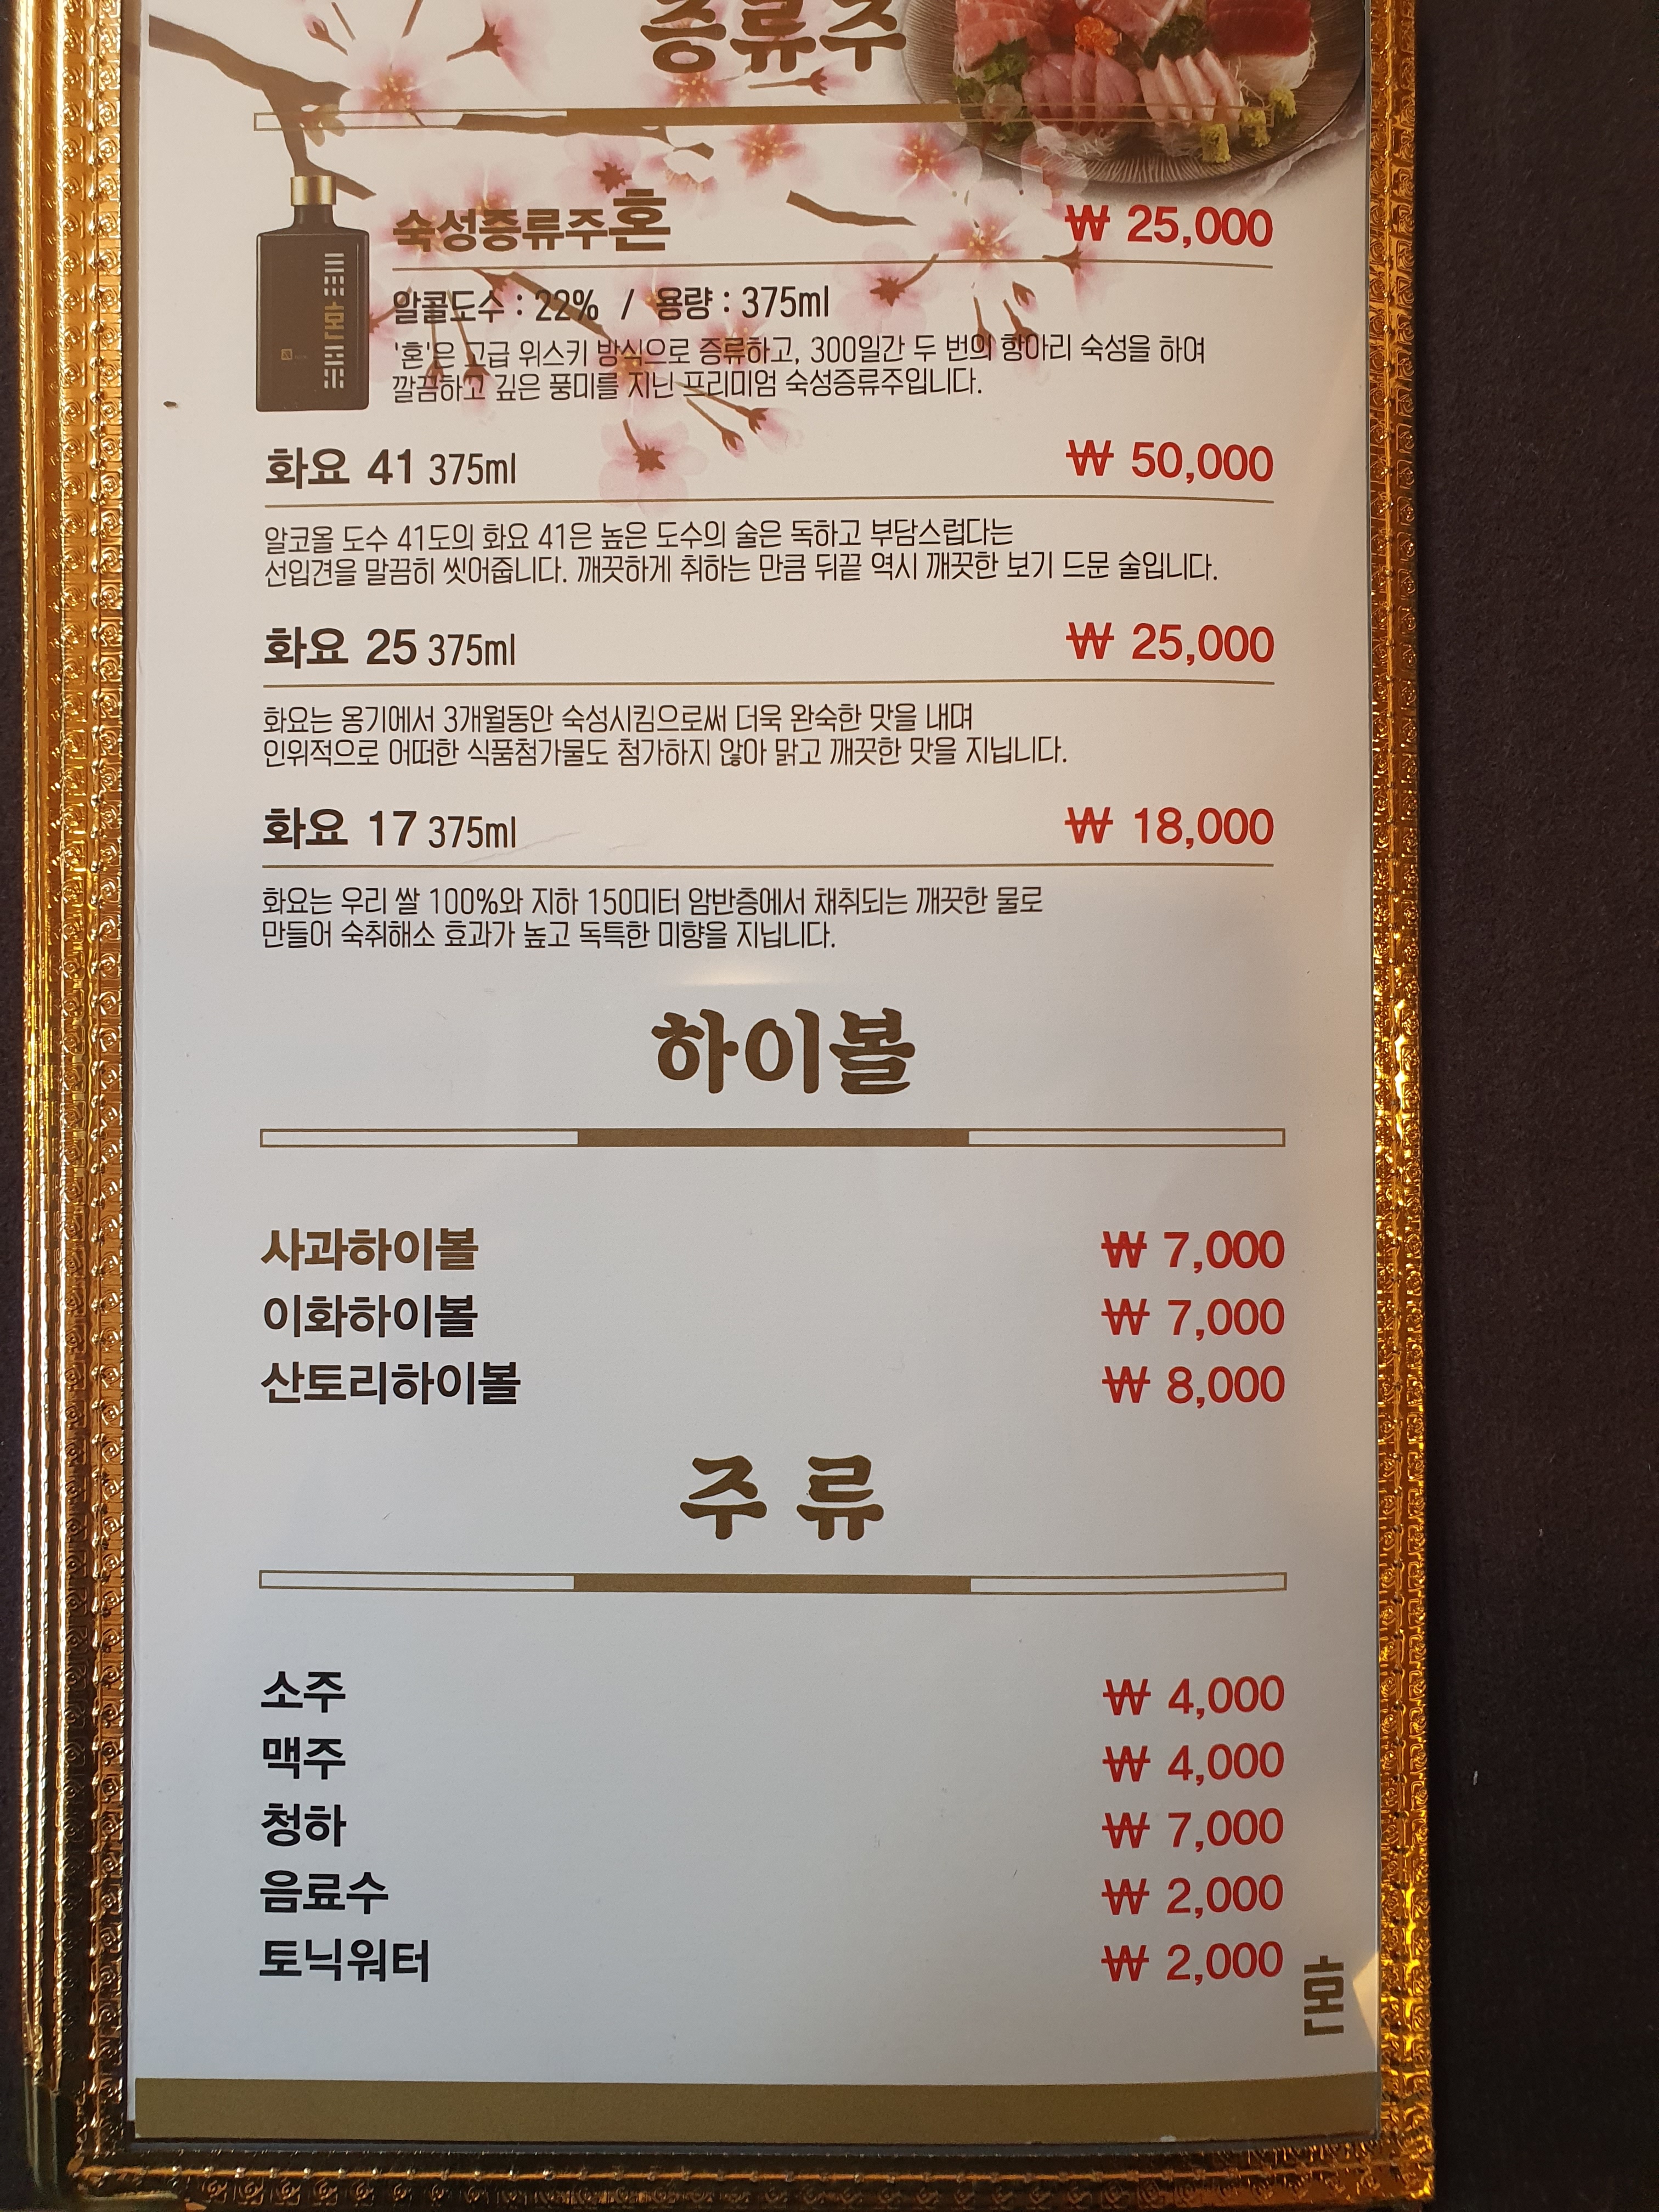 증류주
숙성증류주혼 ₩ 25,000
알콜도수 : 22% / 용량 : 375ml
'혼'은 고급 위스키 방식으로 증류하고, 300일간 두 번의 항아리 숙성을 하여
깔끔하고 깊은 풍미를 지닌 프리미엄 숙성증류주입니다.
화요 41 375ml ₩ 50,000
알코올 도수 41도의 화요 41은 높은 도수의 술은 독하고 부담스럽다는
선입견을 말끔히 씻어줍니다. 깨끗하게 취하는 만큼 뒤끝 역시 깨끗한 보기 드문 술입니다.
화요 25 375ml ₩ 25,000
화요는 옹기에서 3개월동안 숙성시킴으로써 더욱 완숙한 맛을 내며
인위적으로 어떠한 식품첨가물도 첨가하지 않아 맑고 깨끗한 맛을 지닙니다.
화요 17 375ml ₩ 18,000
화요는 우리 쌀 100%와 지하 150미터 암반층에서 채취되는 깨끗한 물로
만들어 숙취해소 효과가 높고 독특한 미향을 지닙니다.
하이볼
사과하이볼 ₩ 7,000
이화하이볼 ₩ 7,000
산토리하이볼 ₩ 8,000
주류
소주 ₩ 4,000
맥주 ₩ 4,000
청하 ₩ 7,000
음료수 ₩ 2,000
토닉워터 ₩ 2,000
혼